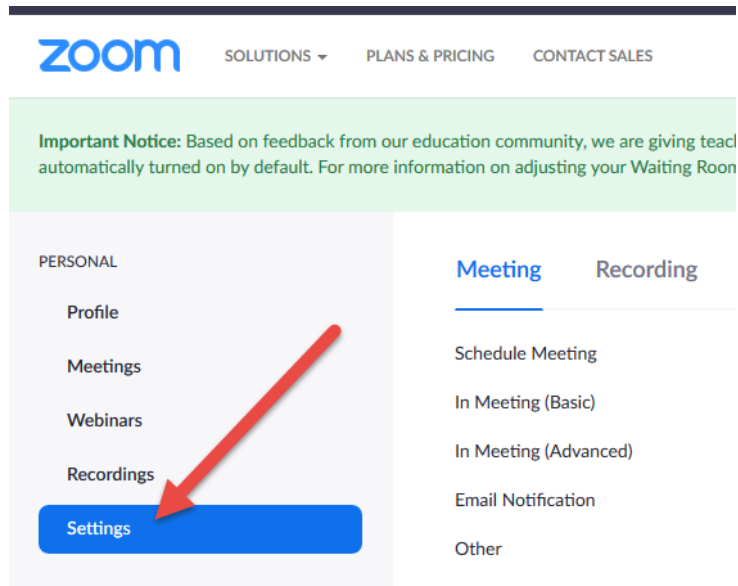 zoom SOLUTIONS PLANS & PRICING CONTACT SALES
Important Notice: Based on feedback from our education community, we are giving
automatically turned on by default. For more information on adjusting your Waiting
PERSONAL
Profile
Meetings
Webinars
Recordings
Settings
Meeting Recording
Schedule Meeting
In Meeting (Basic)
In Meeting (Advanced)
Email Notification
Other